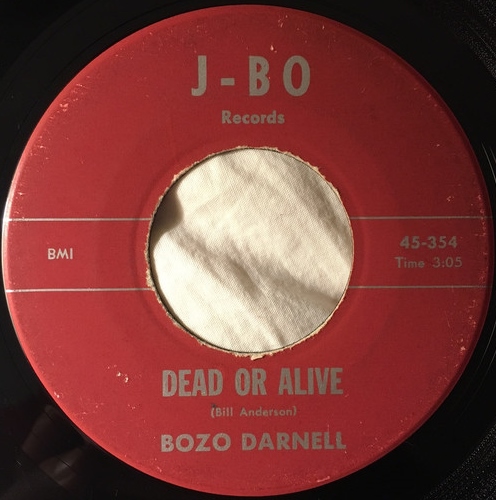 J-BO
Records
BMI
45-354
Time 3:05
DEAD OR ALIVE
(Bill Anderson)
BOZO DARNELL